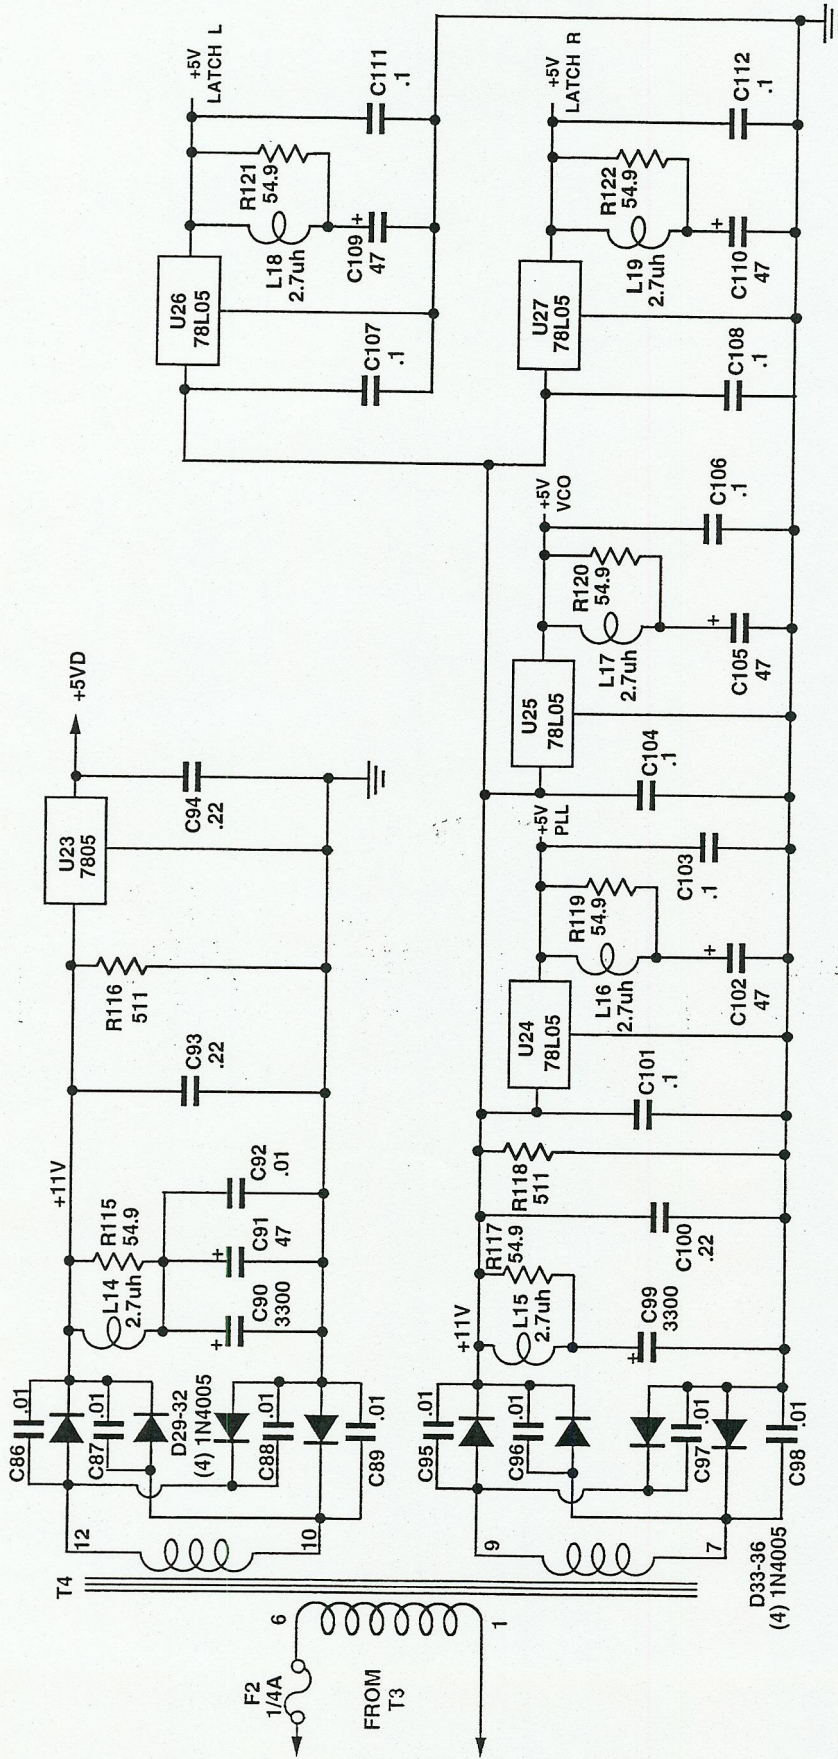 T4
F2
1/4A
FROM
T3
6
1
12
10
9
7
C86
.01
C87
.01
D29-32
(4) 1N4005
C88
.01
C89
.01
L14
2.7uh
R115
54.9
+11V
C90
3300
+
C91
47
+
C92
.01
C93
.22
R116
511
U23
7805
C94
.22
+5VD
D33-36
(4) 1N4005
C95
.01
C96
.01
C97
.01
C98
.01
+11V
L15
2.7uh
R117
54.9
C99
3300
+
C100
.22
R118
511
C101
.1
U24
78L05
L16
2.7uh
R119
54.9
+5V
PLL
C102
47
+
C103
.1
C104
.1
U25
78L05
L17
2.7uh
R120
54.9
+5V
VCO
C105
47
+
C106
.1
C107
.1
U26
78L05
L18
2.7uh
R121
54.9
+5V
LATCH L
C109
47
+
C111
.1
C108
.1
U27
78L05
L19
2.7uh
R122
54.9
+5V
LATCH R
C110
47
+
C112
.1